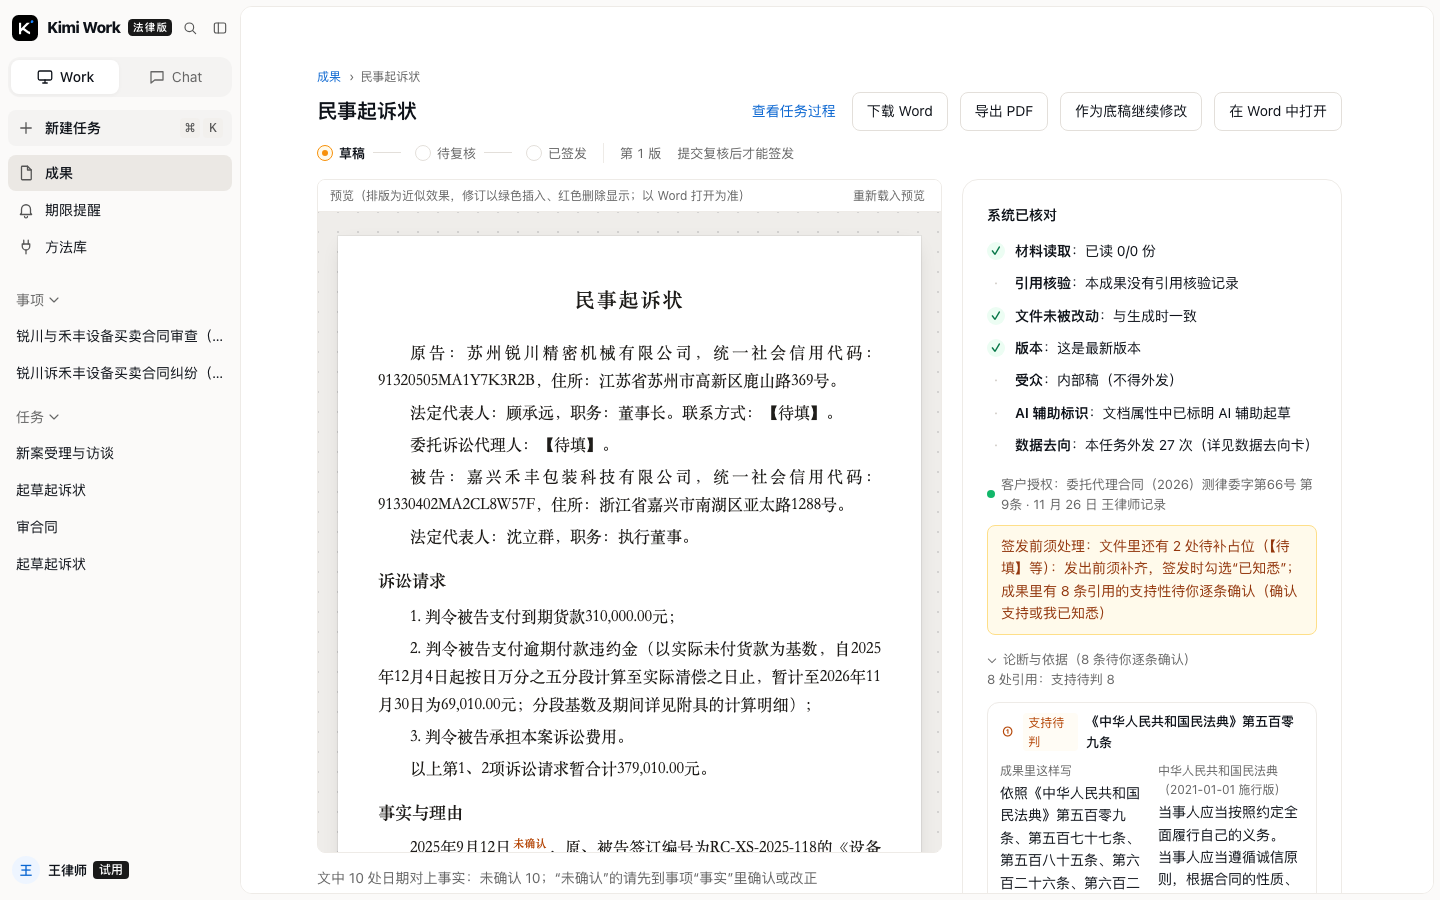 Kimi Work 法律版
Work
Chat
新建任务 ⌘ K
成果
期限提醒
方法库
事项
锐川与禾丰设备买卖合同审查（...
锐川诉禾丰设备买卖合同纠纷（...
任务
新案受理与访谈
起草起诉状
审合同
起草起诉状
王 王律师 试用
成果 › 民事起诉状
民事起诉状
查看任务过程
下载 Word
导出 PDF
作为底稿继续修改
在 Word 中打开
草稿
待复核
已签发
第 1 版
提交复核后才能签发
预览（排版为近似效果，修订以绿色插入、红色删除显示；以 Word 打开为准）
重新载入预览
民事起诉状
原告：苏州锐川精密机械有限公司，统一社会信用代码：
91320505MA1Y7K3R2B，住所：江苏省苏州市高新区鹿山路369号。
法定代表人：顾承远，职务：董事长。联系方式：【待填】。
委托诉讼代理人：【待填】。
被告：嘉兴禾丰包装科技有限公司，统一社会信用代码：
91330402MA2CL8W57F，住所：浙江省嘉兴市南湖区亚太路1288号。
法定代表人：沈立群，职务：执行董事。
诉讼请求
1. 判令被告支付到期货款310,000.00元；
2. 判令被告支付逾期付款违约金（以实际未付货款为基数，自2025
年12月4日起按日万分之五分段计算至实际清偿之日止，暂计至2026年11
月30日为69,010.00元；分段基数及期间详见附具的计算明细）；
3. 判令被告承担本案诉讼费用。
以上第1、2项诉讼请求暂合计379,010.00元。
事实与理由
2025年9月12日未确认，原、被告签订编号为RC-XS-2025-118的《设备
文中 10 处日期对上事实：未确认 10；“未确认”的请先到事项“事实”里确认或改正
系统已核对
材料读取：已读 0/0 份
引用核验：本成果没有引用核验记录
文件未被改动：与生成时一致
版本：这是最新版本
受众：内部稿（不得外发）
AI 辅助标识：文档属性中已标明 AI 辅助起草
数据去向：本任务外发 27 次（详见数据去向卡）
客户授权：委托代理合同（2026）测律委字第66号 第
9条 · 11 月 26 日 王律师记录
签发前须处理：文件里还有 2 处待补占位（【待
填】等）：发出前须补齐，签发时勾选“已知悉”；
成果里有 8 条引用的支持性待你逐条确认（确认
支持或我已知悉）
论断与依据（8 条待你逐条确认）
8 处引用：支持待判 8
支持待
判
《中华人民共和国民法典》第五百零
九条
成果里这样写
依照《中华人民共和国
民法典》第五百零九
条、第五百七十七条、
第五百八十五条、第六
百二十六条、第六百二
中华人民共和国民法典
（2021-01-01 施行版）
当事人应当按照约定全
面履行自己的义务。
当事人应当遵循诚信原
则，根据合同的性质、